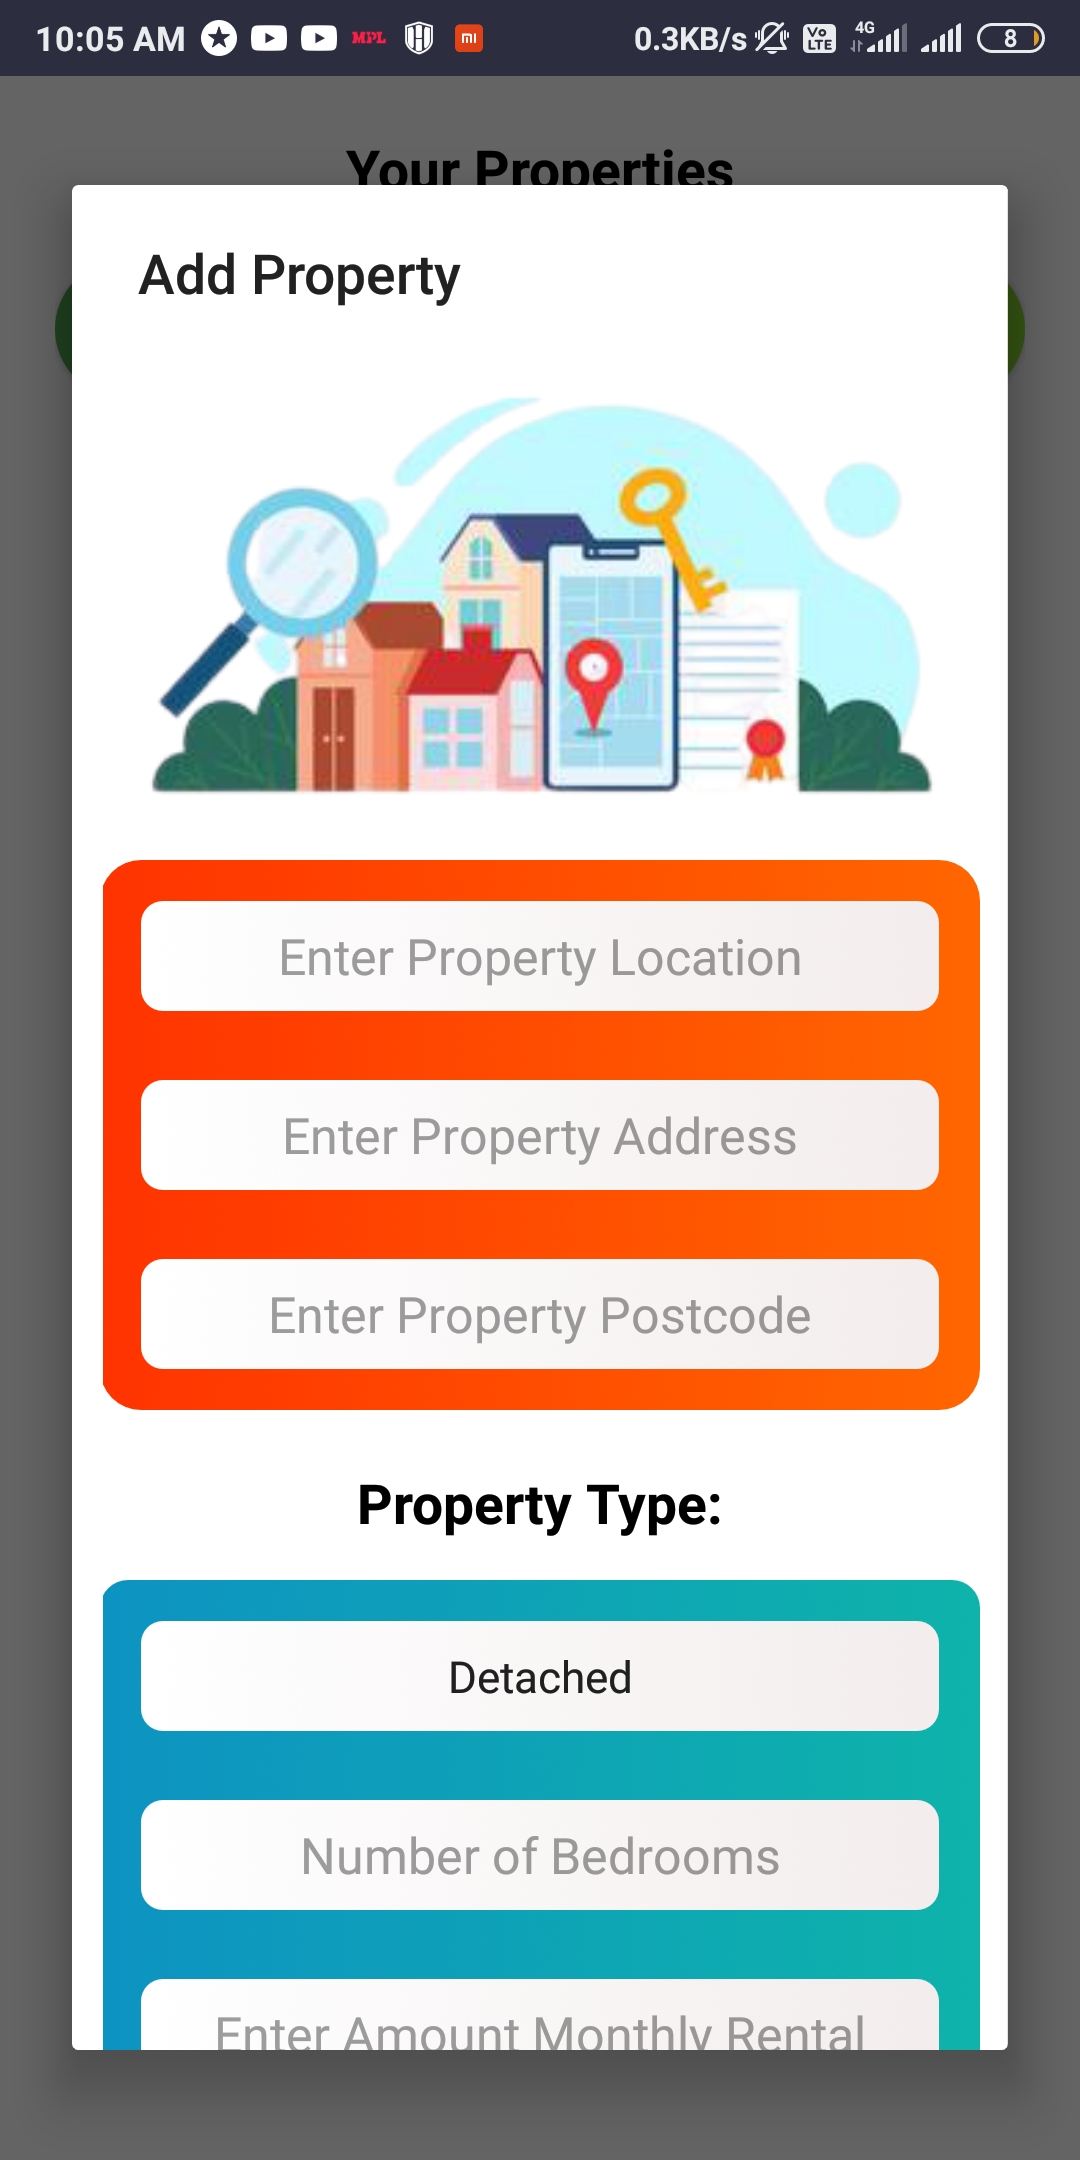 10:05 AM MPL mi 0.3KB/s Vo LTE 4G 8
Your Properties
Add Property
Enter Property Location
Enter Property Address
Enter Property Postcode
Property Type:
Detached
Number of Bedrooms
Enter Amount Monthly Rental